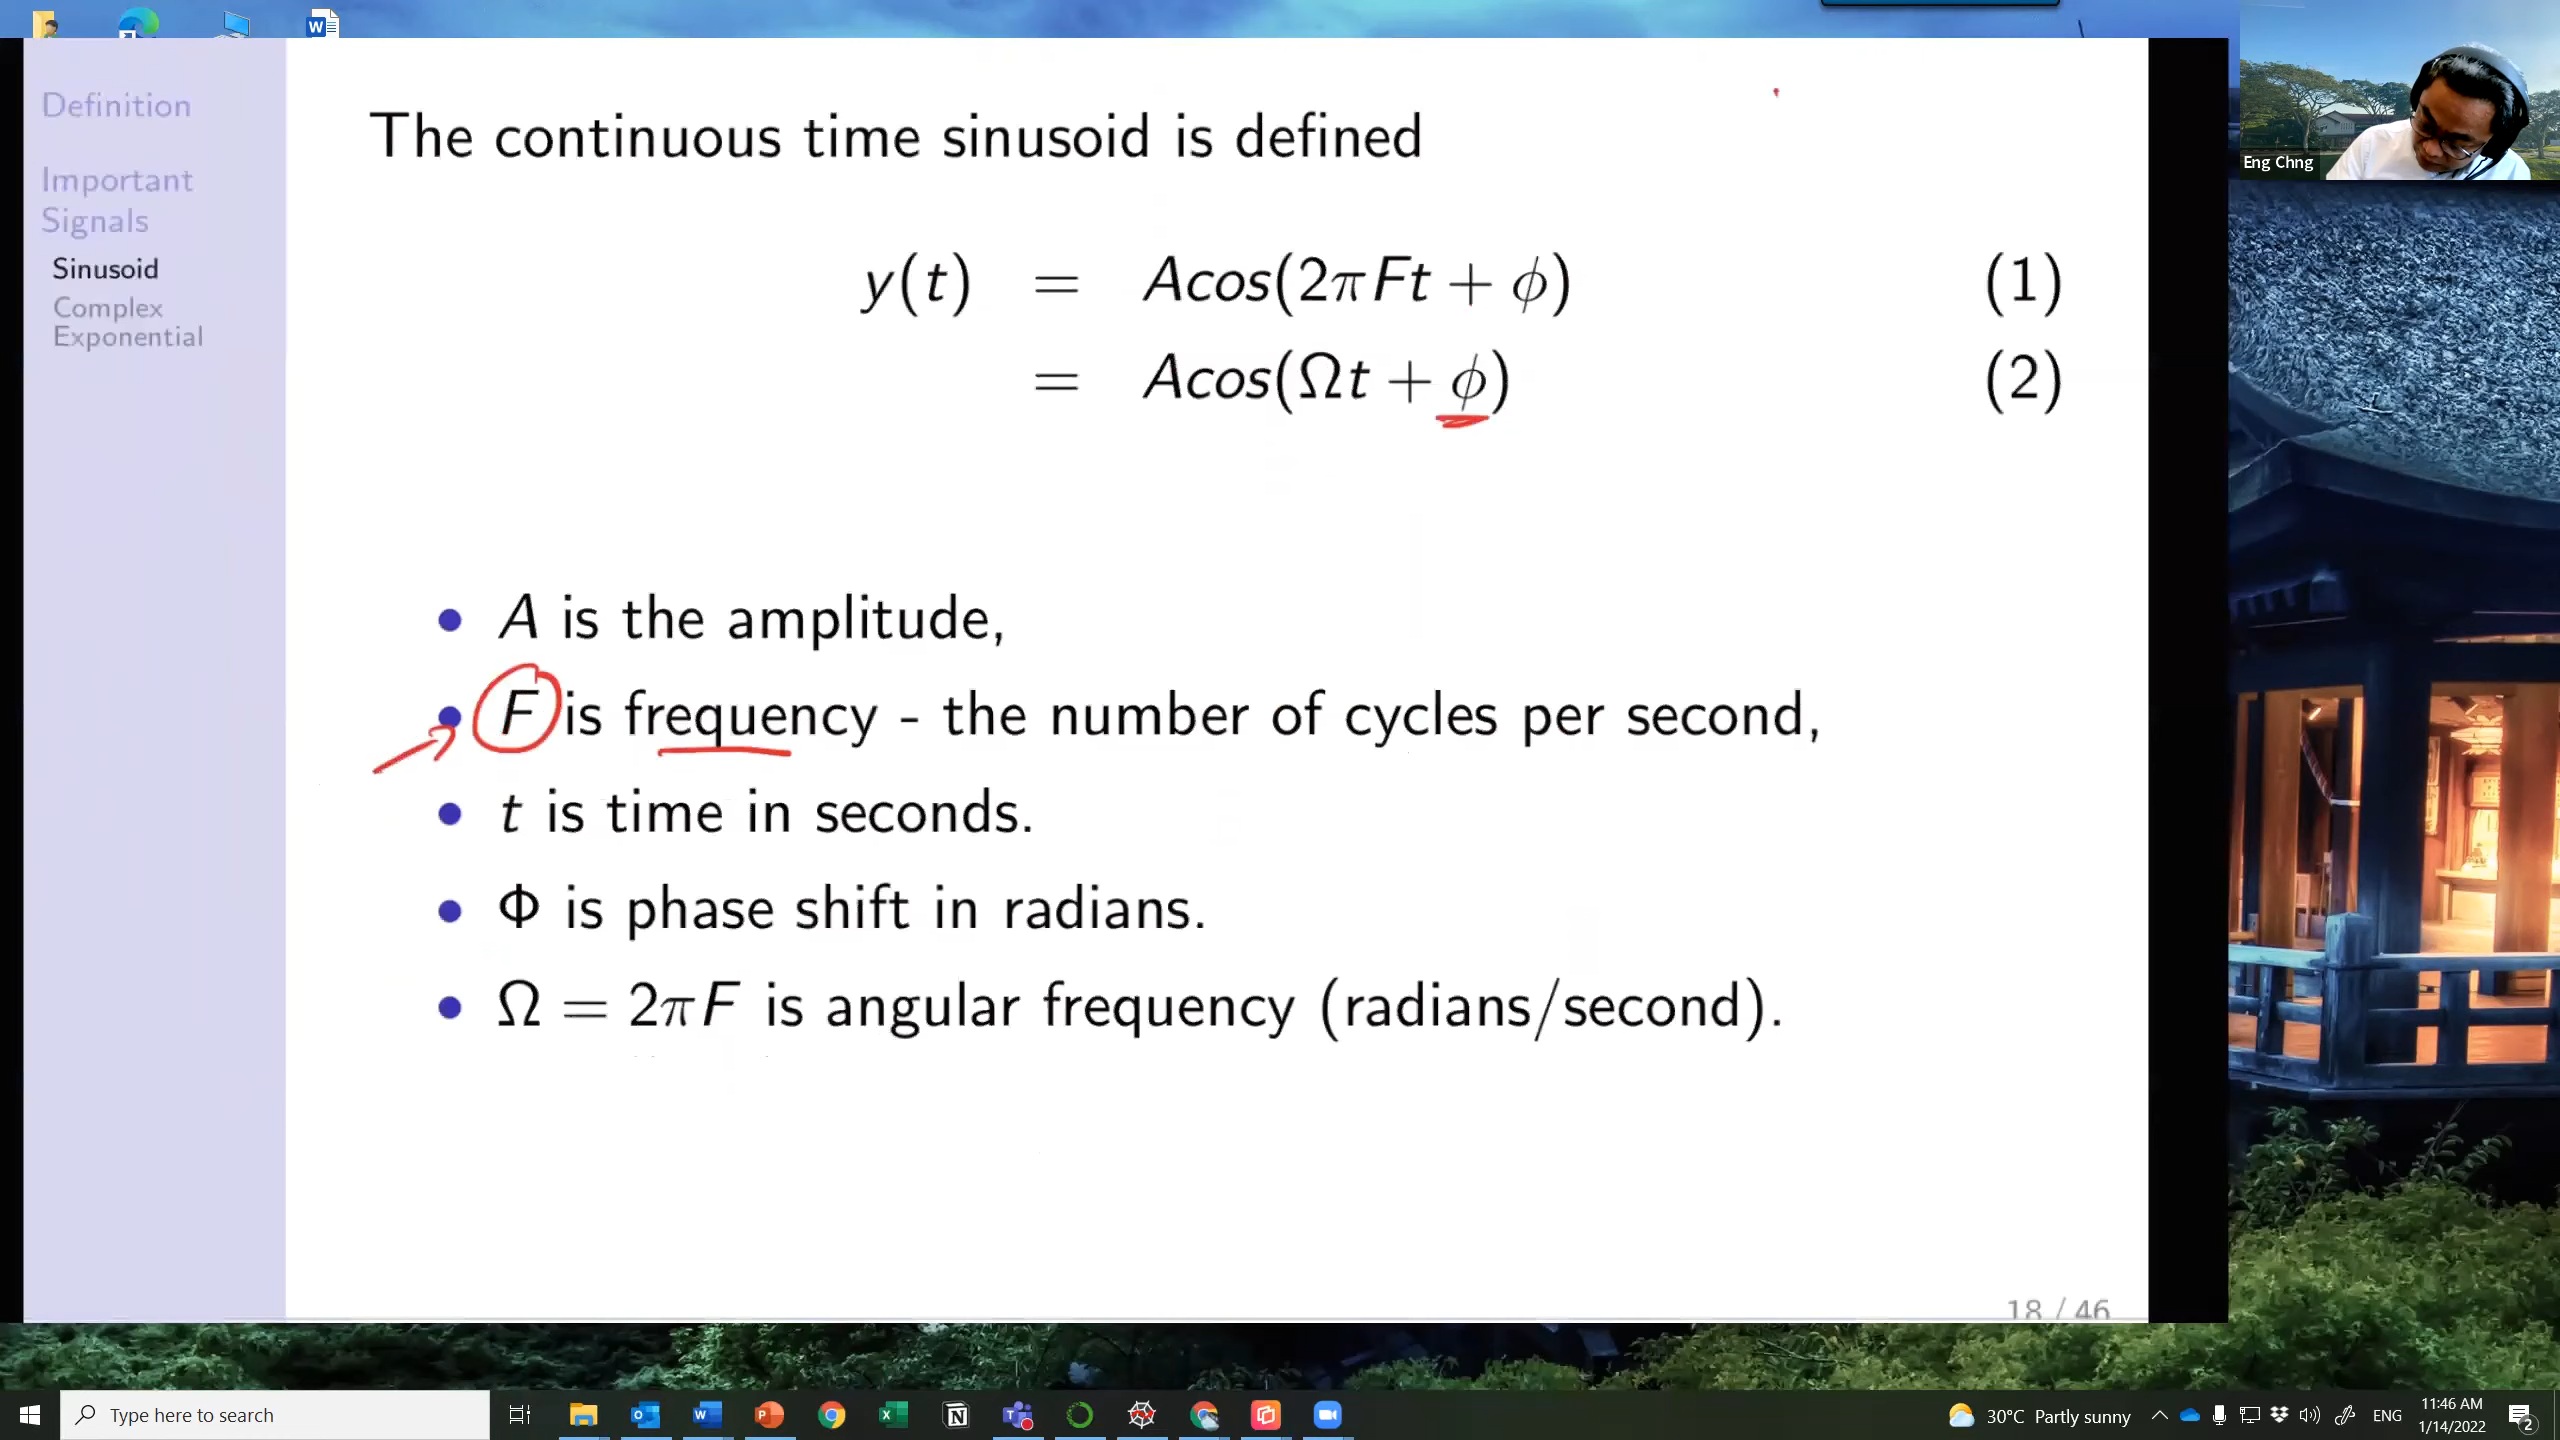 Definition
Important
Signals
Sinusoid
Complex
Exponential
The continuous time sinusoid is defined
y(t) = Acos(2πFt + ϕ) (1)
= Acos(Ωt + ϕ) (2)
• A is the amplitude,
• F is frequency - the number of cycles per second,
• t is time in seconds.
• Φ is phase shift in radians.
• Ω = 2πF is angular frequency (radians/second).
18 / 46
Eng Chng
Type here to search
30°C Partly sunny
ENG
11:46 AM
1/14/2022
2